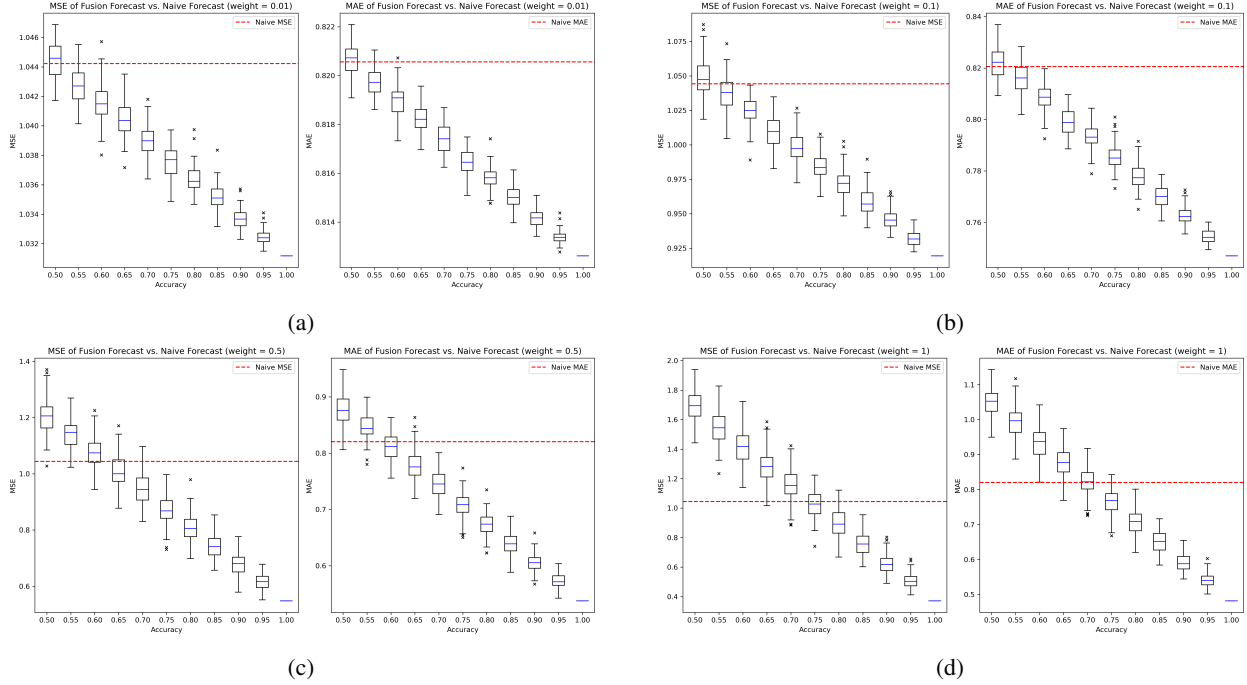 MSE of Fusion Forecast vs. Naive Forecast (weight = 0.01)
Naive MSE
1.046
1.044
1.042
1.040
1.038
1.036
1.034
1.032
MSE
0.50 0.55 0.60 0.65 0.70 0.75 0.80 0.85 0.90 0.95 1.00
Accuracy
MAE of Fusion Forecast vs. Naive Forecast (weight = 0.01)
Naive MAE
0.822
0.820
0.818
0.816
0.814
MAE
0.50 0.55 0.60 0.65 0.70 0.75 0.80 0.85 0.90 0.95 1.00
Accuracy
(a)
MSE of Fusion Forecast vs. Naive Forecast (weight = 0.1)
Naive MSE
1.075
1.050
1.025
1.000
0.975
0.950
0.925
MSE
0.50 0.55 0.60 0.65 0.70 0.75 0.80 0.85 0.90 0.95 1.00
Accuracy
MAE of Fusion Forecast vs. Naive Forecast (weight = 0.1)
Naive MAE
0.84
0.82
0.80
0.78
0.76
MAE
0.50 0.55 0.60 0.65 0.70 0.75 0.80 0.85 0.90 0.95 1.00
Accuracy
(b)
MSE of Fusion Forecast vs. Naive Forecast (weight = 0.5)
Naive MSE
1.4
1.2
1.0
0.8
0.6
MSE
0.50 0.55 0.60 0.65 0.70 0.75 0.80 0.85 0.90 0.95 1.00
Accuracy
MAE of Fusion Forecast vs. Naive Forecast (weight = 0.5)
Naive MAE
0.9
0.8
0.7
0.6
MAE
0.50 0.55 0.60 0.65 0.70 0.75 0.80 0.85 0.90 0.95 1.00
Accuracy
(c)
MSE of Fusion Forecast vs. Naive Forecast (weight = 1)
Naive MSE
2.0
1.8
1.6
1.4
1.2
1.0
0.8
0.6
0.4
MSE
0.50 0.55 0.60 0.65 0.70 0.75 0.80 0.85 0.90 0.95 1.00
Accuracy
MAE of Fusion Forecast vs. Naive Forecast (weight = 1)
Naive MAE
1.1
1.0
0.9
0.8
0.7
0.6
0.5
MAE
0.50 0.55 0.60 0.65 0.70 0.75 0.80 0.85 0.90 0.95 1.00
Accuracy
(d)